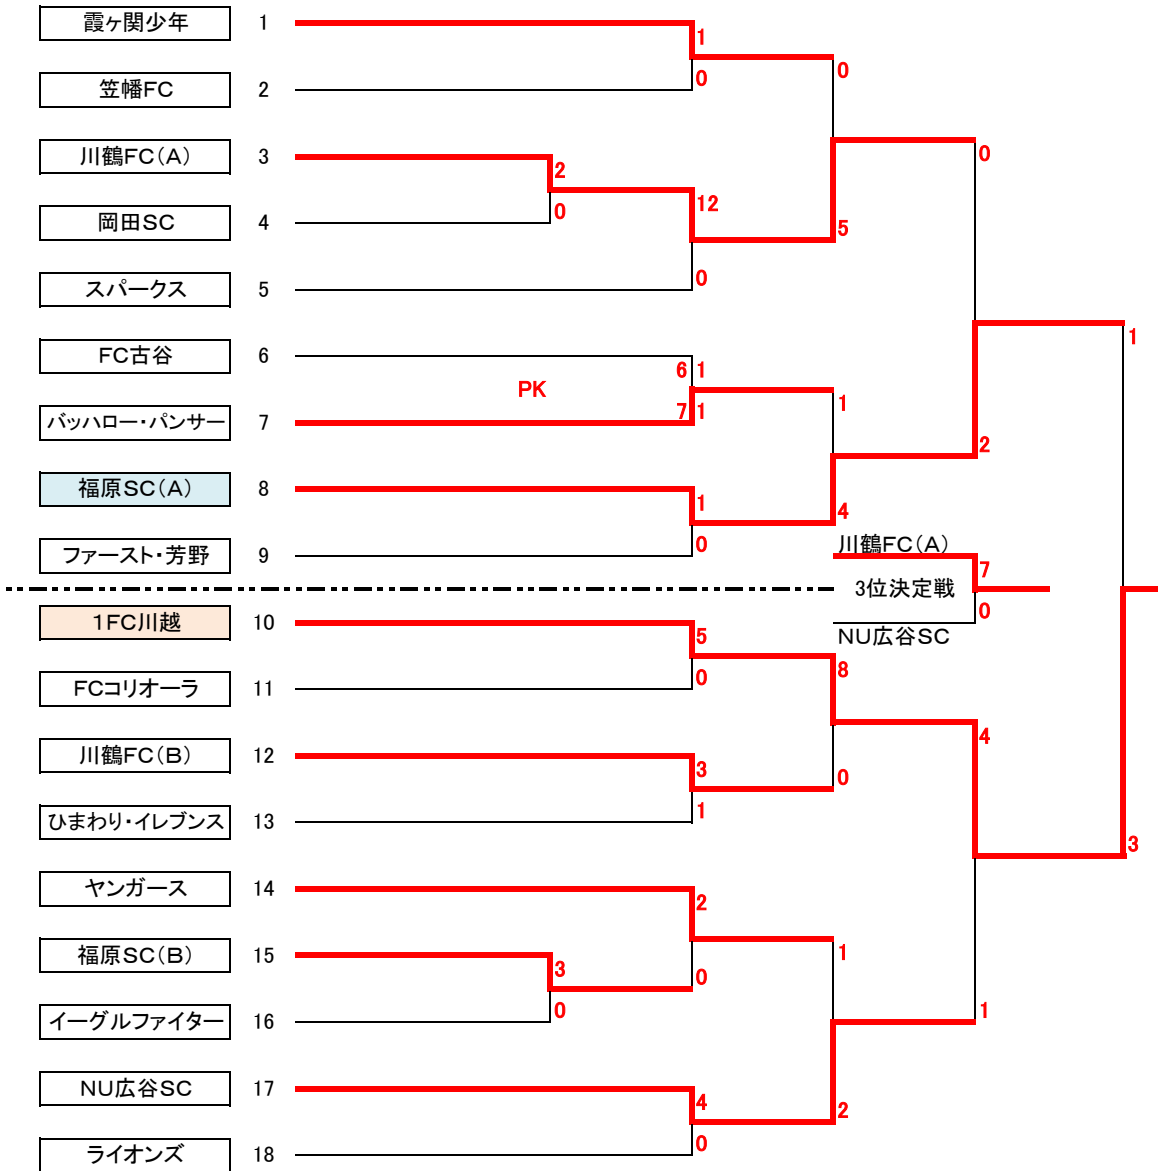 霞ヶ関少年 1
1
0
0
笠幡FC 2
0
川鶴FC(A) 3
2
12
0
岡田SC 4
5
スパークス 5
0
FC古谷 6
1
6 1
PK
1
バッハロー・パンサー 7
7 1
2
福原SC(A) 8
1
4
0
ファースト・芳野 9
川鶴FC(A)
7
3位決定戦
0
NU広谷SC
1FC川越 10
5
8
0
FCコリオーラ 11
4
川鶴FC(B) 12
3
0
1
ひまわり・イレブンス 13
3
ヤンガース 14
2
1
福原SC(B) 15
3
0
0
イーグルファイター 16
1
NU広谷SC 17
4
2
0
ライオンズ 18